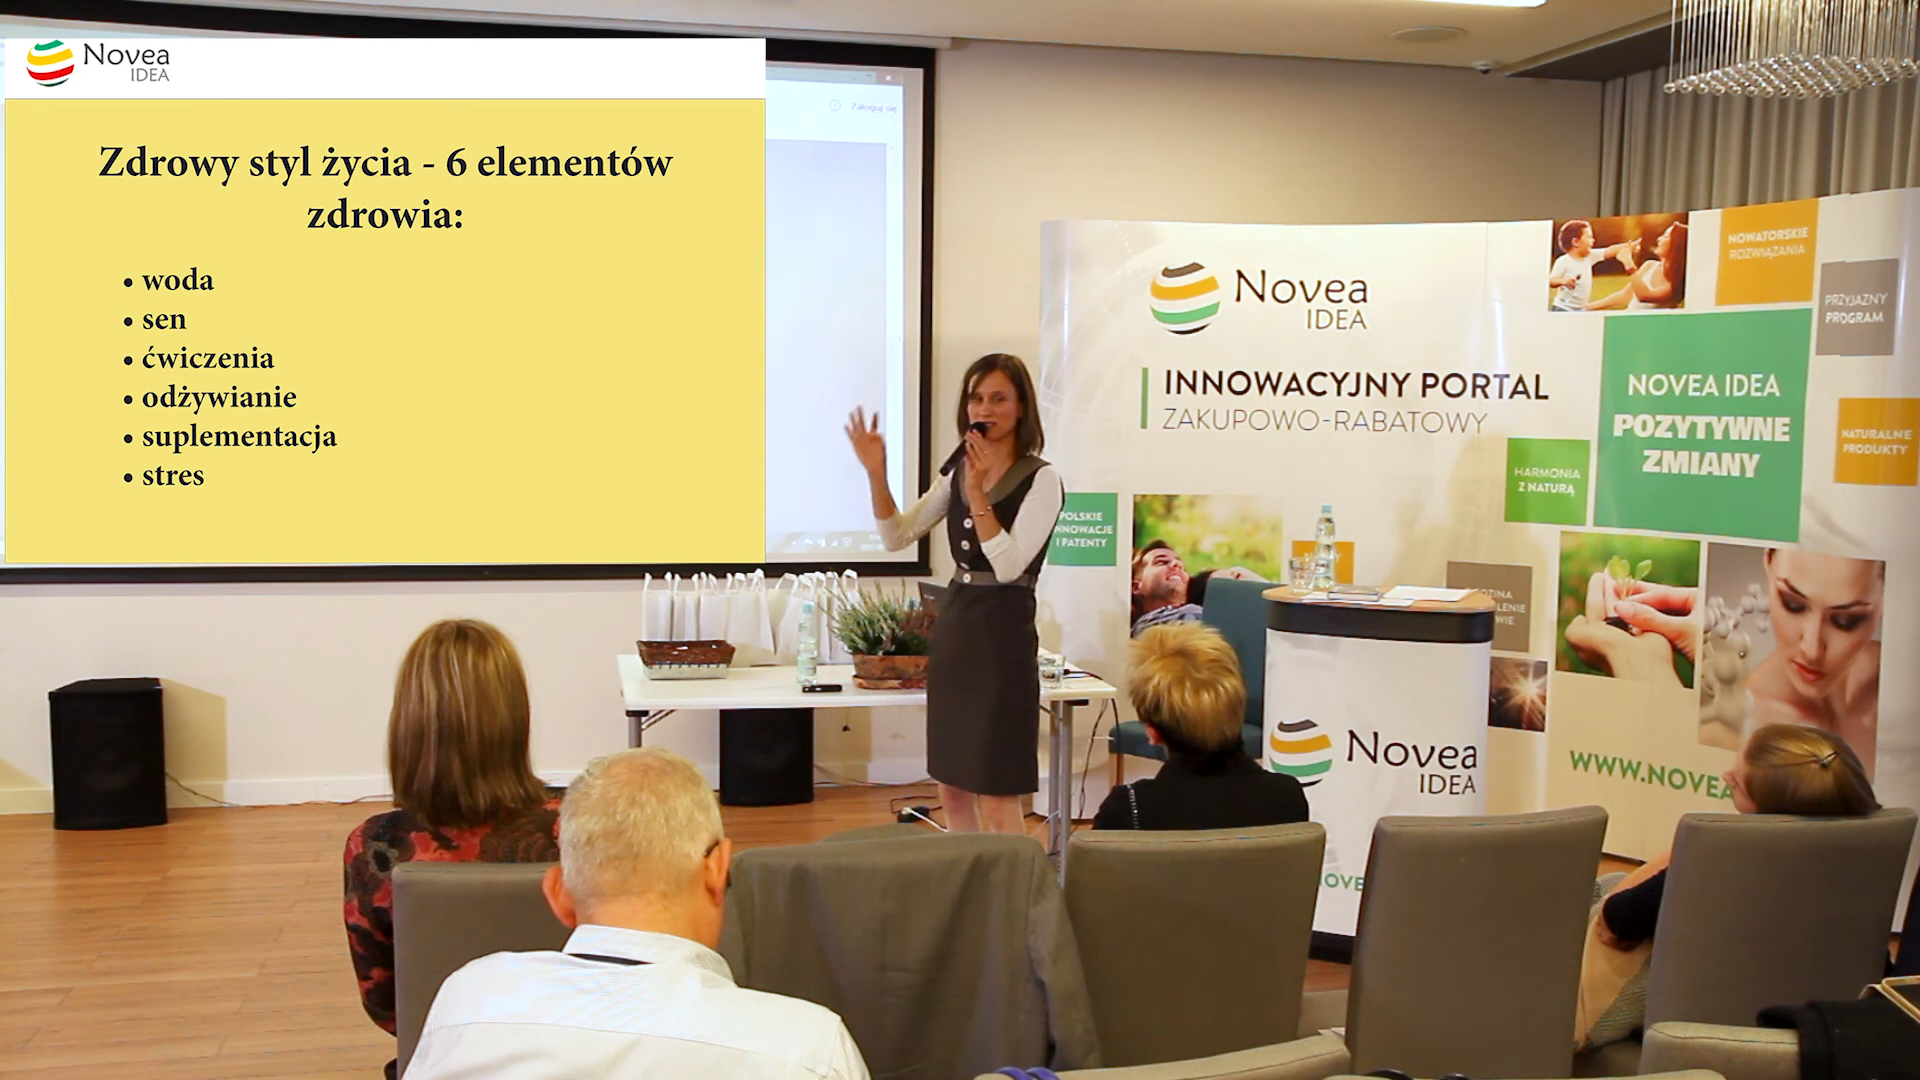 Novea
IDEA
Zdrowy styl życia - 6 elementów
zdrowia:
• woda
• sen
• ćwiczenia
• odżywianie
• suplementacja
• stres
Zaloguj się
Novea
IDEA
INNOWACYJNY PORTAL
ZAKUPOWO-RABATOWY
NOWATORSKIE
ROZWIĄZANIA
PRZYJAZNY
PROGRAM
NOVEA IDEA
POZYTYWNE
ZMIANY
NATURALNE
PRODUKTY
HARMONIA
Z NATURĄ
POLSKIE
INNOWACJE
I PATENTY
WWW.NOVEA
Novea
IDEA